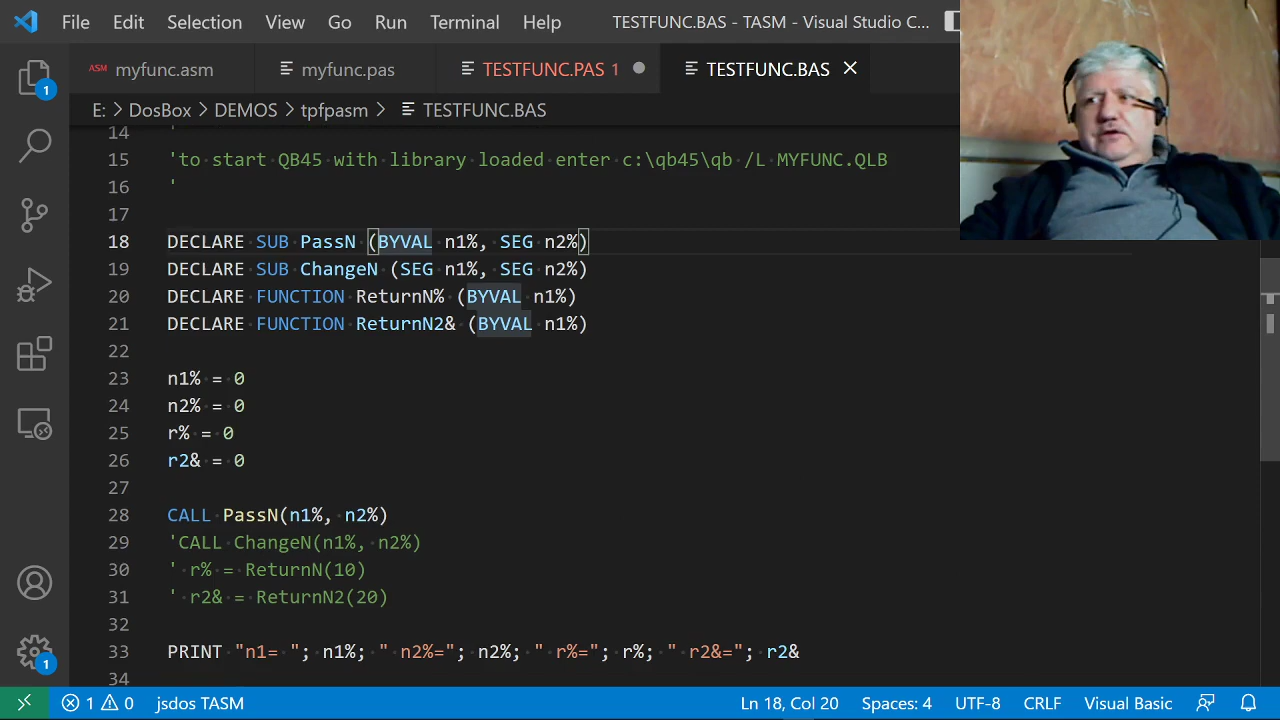 File Edit Selection View Go Run Terminal Help TESTFUNC.BAS - TASM - Visual Studio C...
ASM myfunc.asm myfunc.pas TESTFUNC.PAS 1 TESTFUNC.BAS
E: > DosBox > DEMOS > tpfpasm > TESTFUNC.BAS
14 '
15 'to start QB45 with library loaded enter c:\qb45\qb /L MYFUNC.QLB
16 '
17
18 DECLARE SUB PassN (BYVAL n1%, SEG n2%)
19 DECLARE SUB ChangeN (SEG n1%, SEG n2%)
20 DECLARE FUNCTION ReturnN% (BYVAL n1%)
21 DECLARE FUNCTION ReturnN2& (BYVAL n1%)
22
23 n1% = 0
24 n2% = 0
25 r% = 0
26 r2& = 0
27
28 CALL PassN(n1%, n2%)
29 'CALL ChangeN(n1%, n2%)
30 ' r% = ReturnN(10)
31 ' r2& = ReturnN2(20)
32
33 PRINT "n1= "; n1%; " n2%="; n2%; " r%="; r%; " r2&="; r2&
34
1
1
1 0 jsdos TASM Ln 18, Col 20 Spaces: 4 UTF-8 CRLF Visual Basic